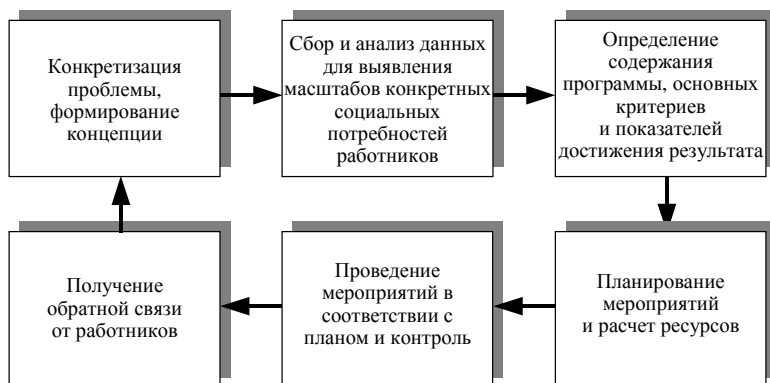 Конкретизация
проблемы,
формирование
концепции
Сбор и анализ данных
для выявления
масштабов конкретных
социальных
потребностей
работников
Определение
содержания
программы, основных
критериев
и показателей
достижения результата
Планирование
мероприятий
и расчет ресурсов
Проведение
мероприятий в
соответствии с
планом и контроль
Получение
обратной связи
от работников